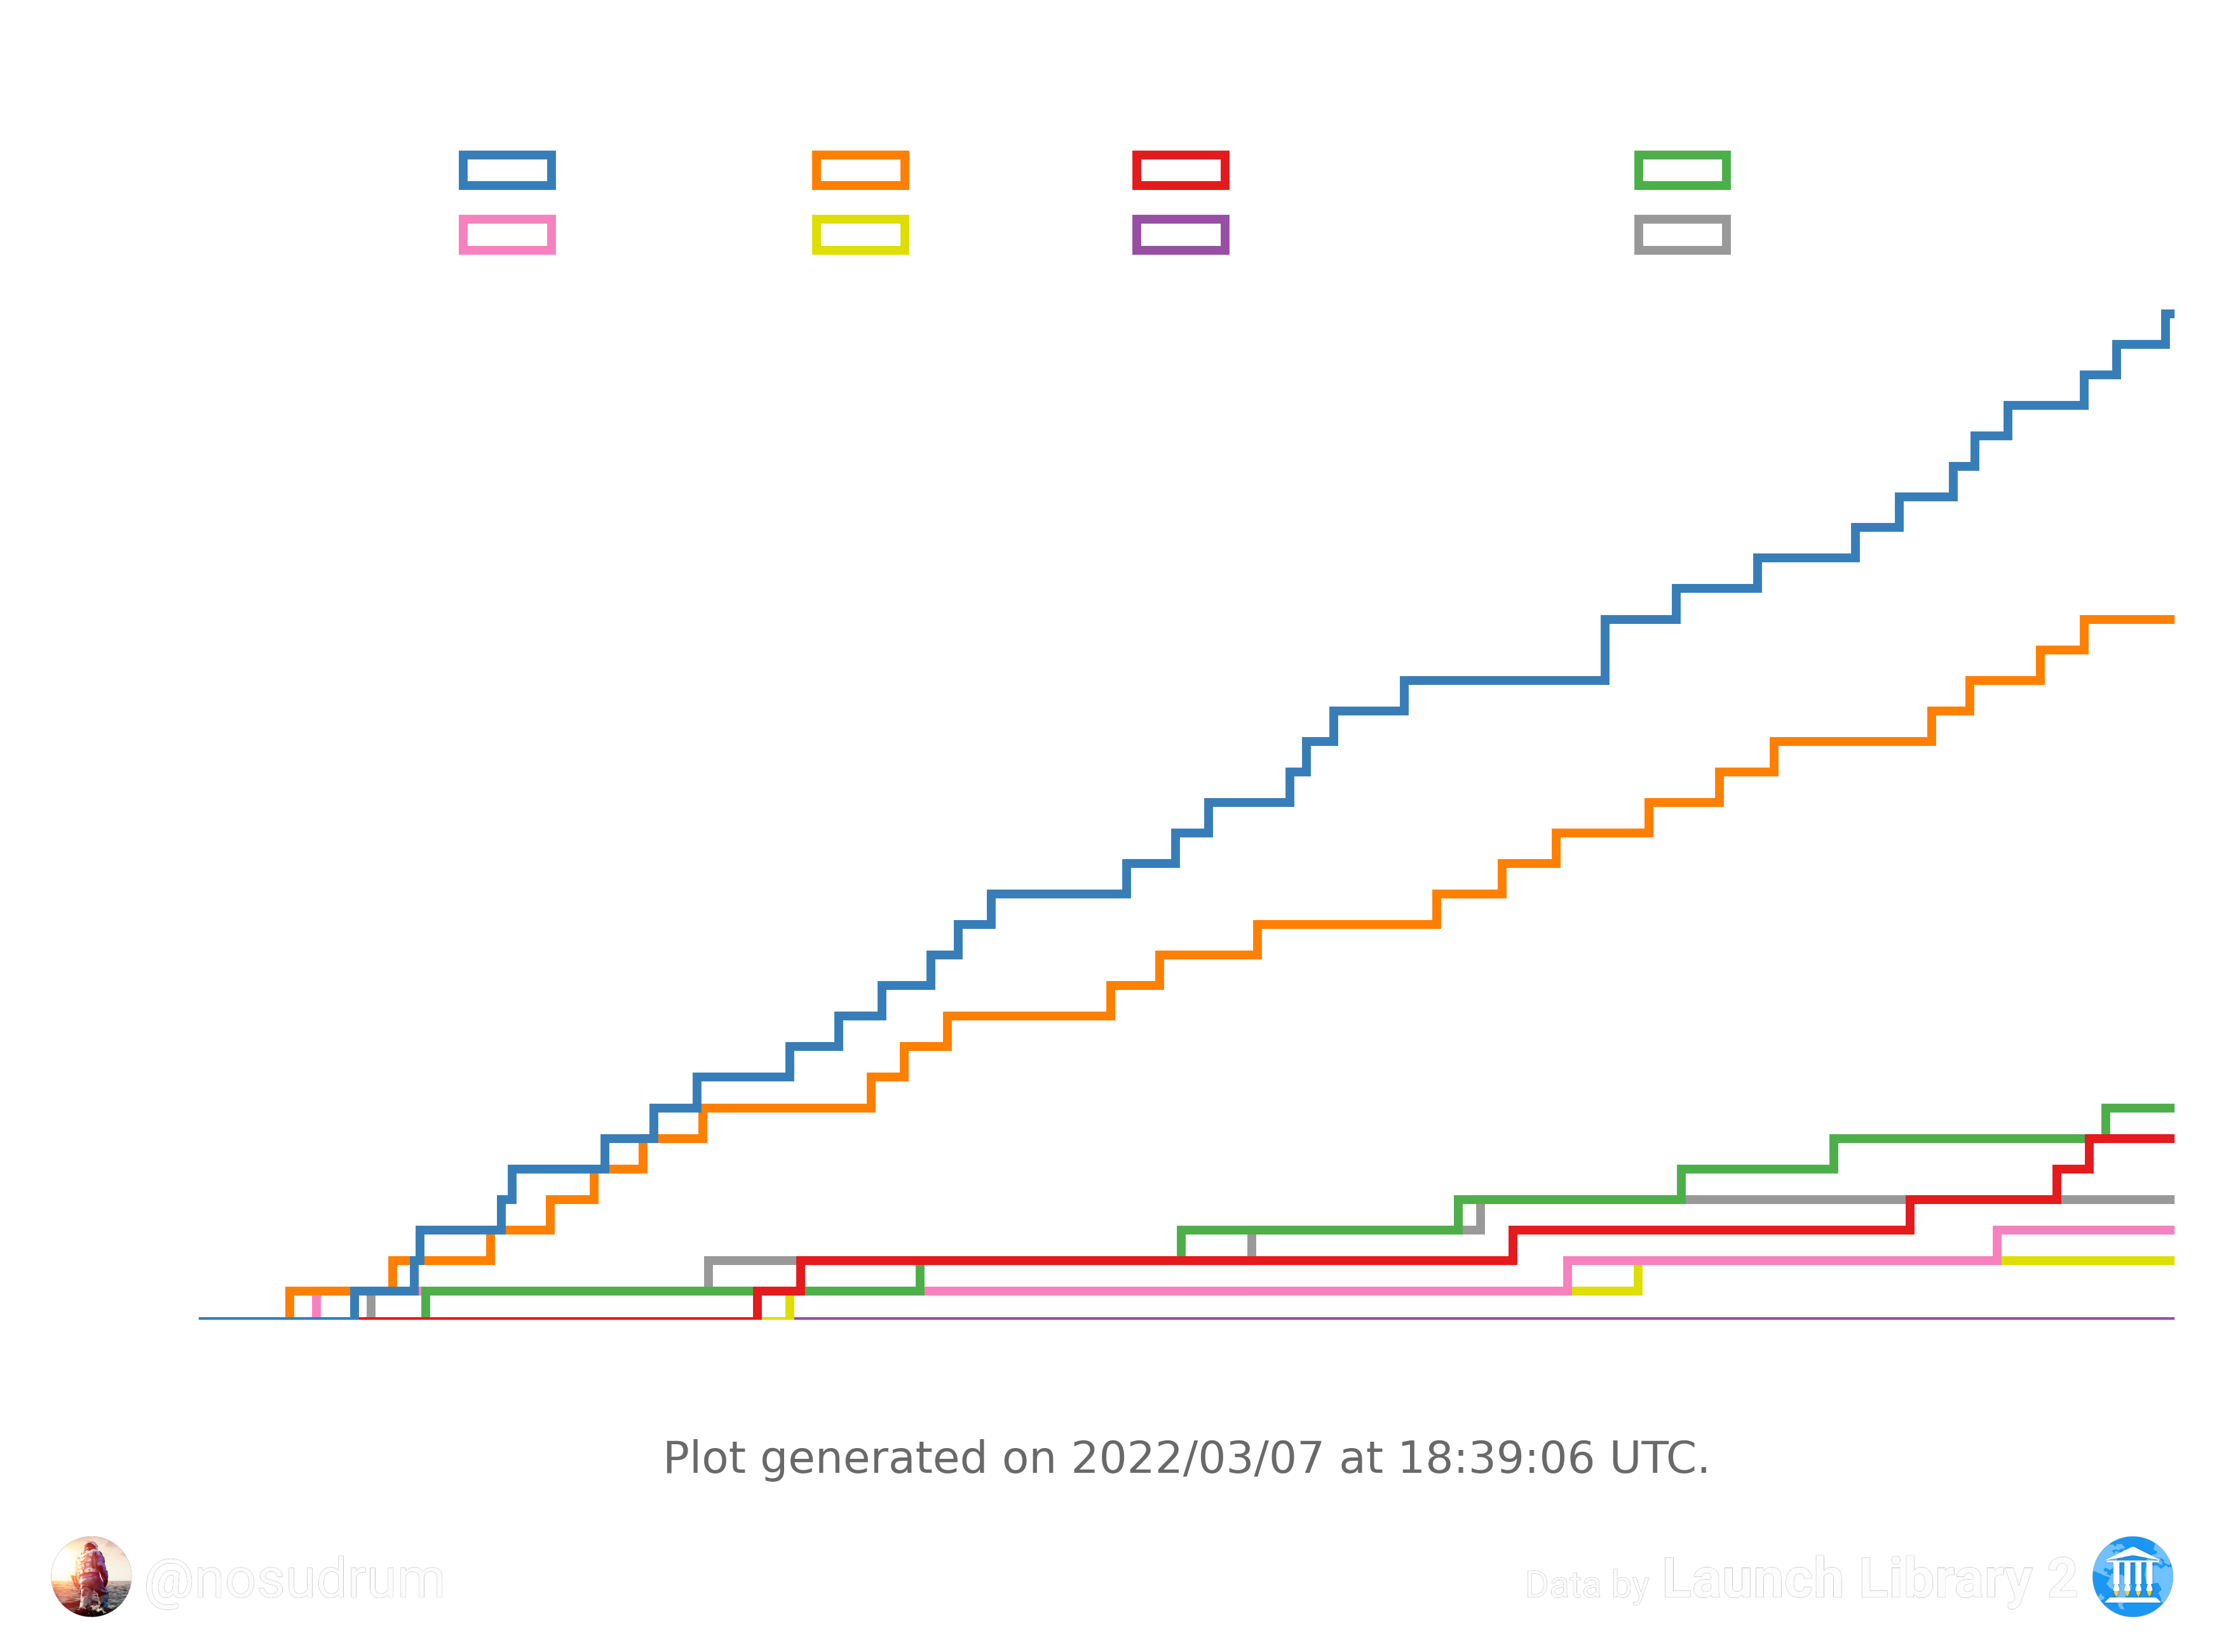 Plot generated on 2022/03/07 at 18:39:06 UTC.
@nosudrum
Data by Launch Library 2